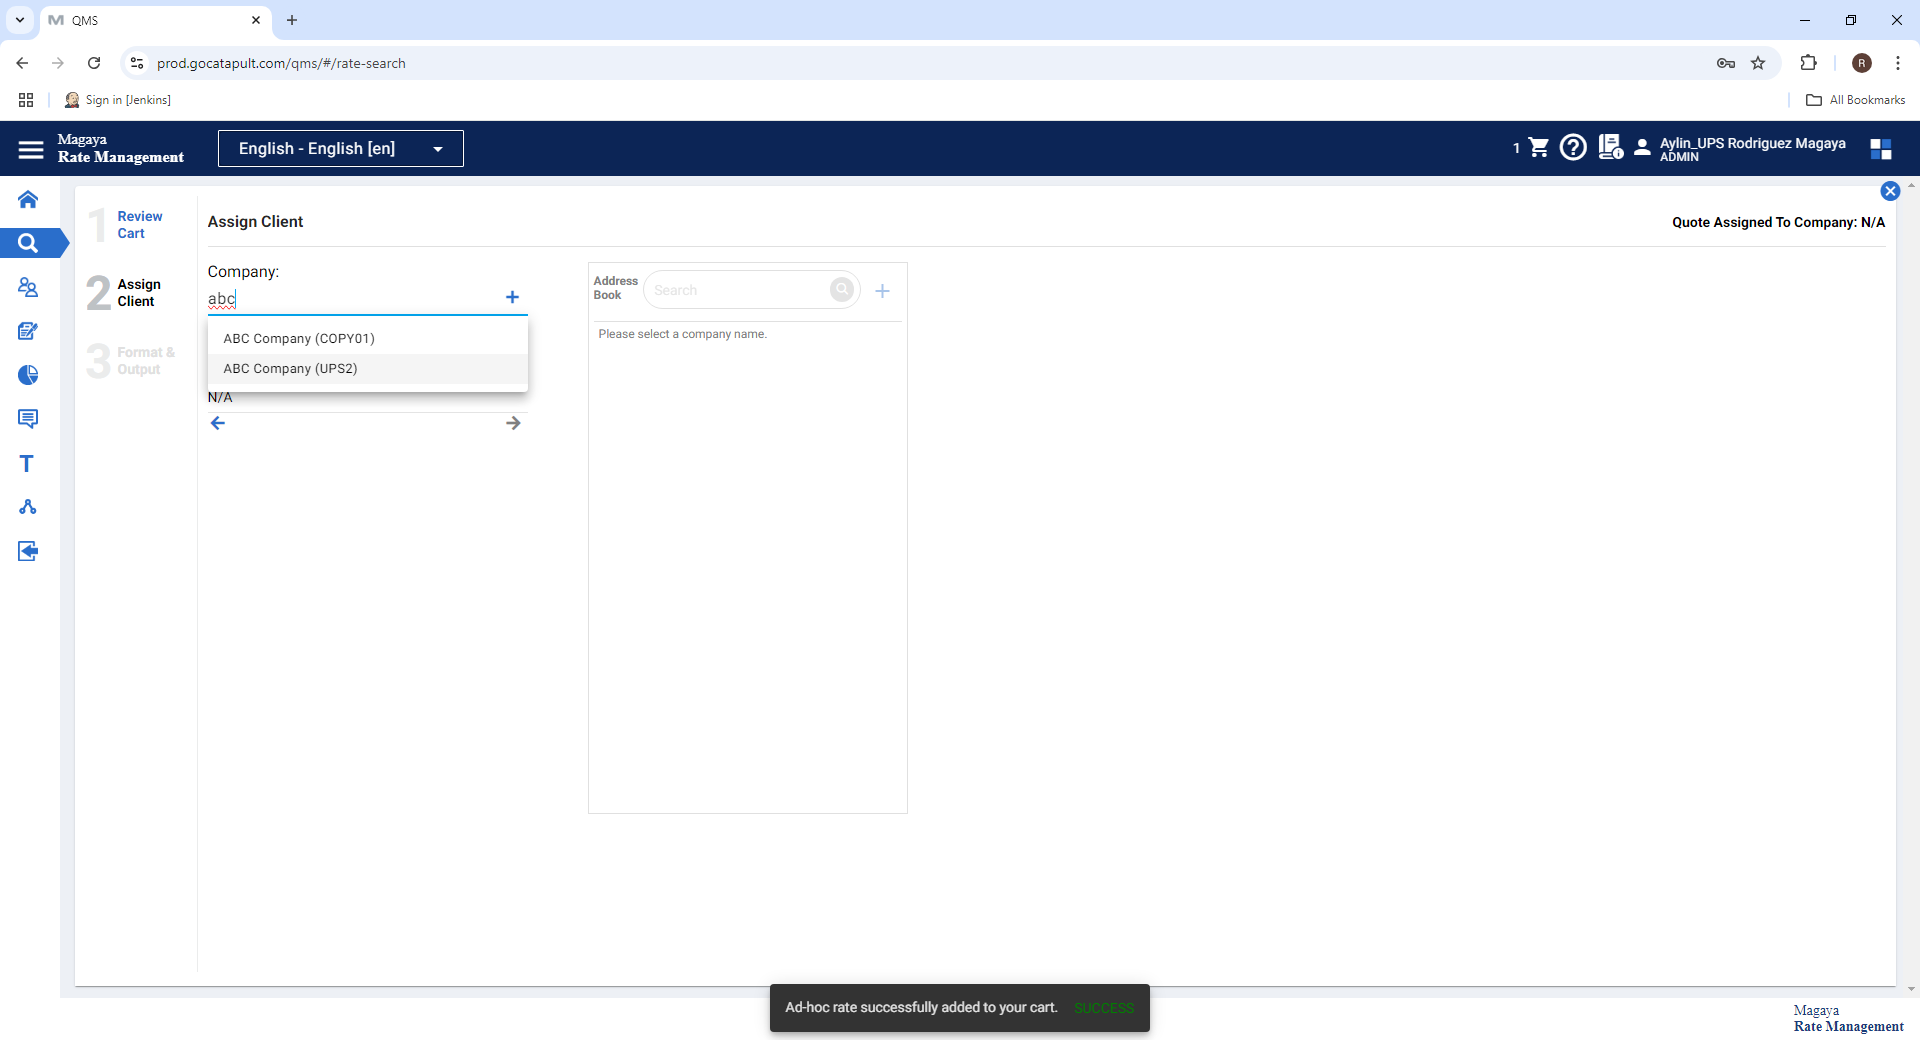 QMS
prod.gocatapult.com/qms/#/rate-search
R
Sign in [Jenkins]
All Bookmarks
Magaya
Rate Management
English - English [en]
1
Aylin_UPS Rodriguez Magaya
ADMIN
1 Review
Cart
Assign Client
Quote Assigned To Company: N/A
2 Assign
Client
3 Format &
Output
Company:
abc
ABC Company (COPY01)
ABC Company (UPS2)
N/A
Address
Book
Search
Please select a company name.
T
Ad-hoc rate successfully added to your cart. SUCCESS
Magaya
Rate Management